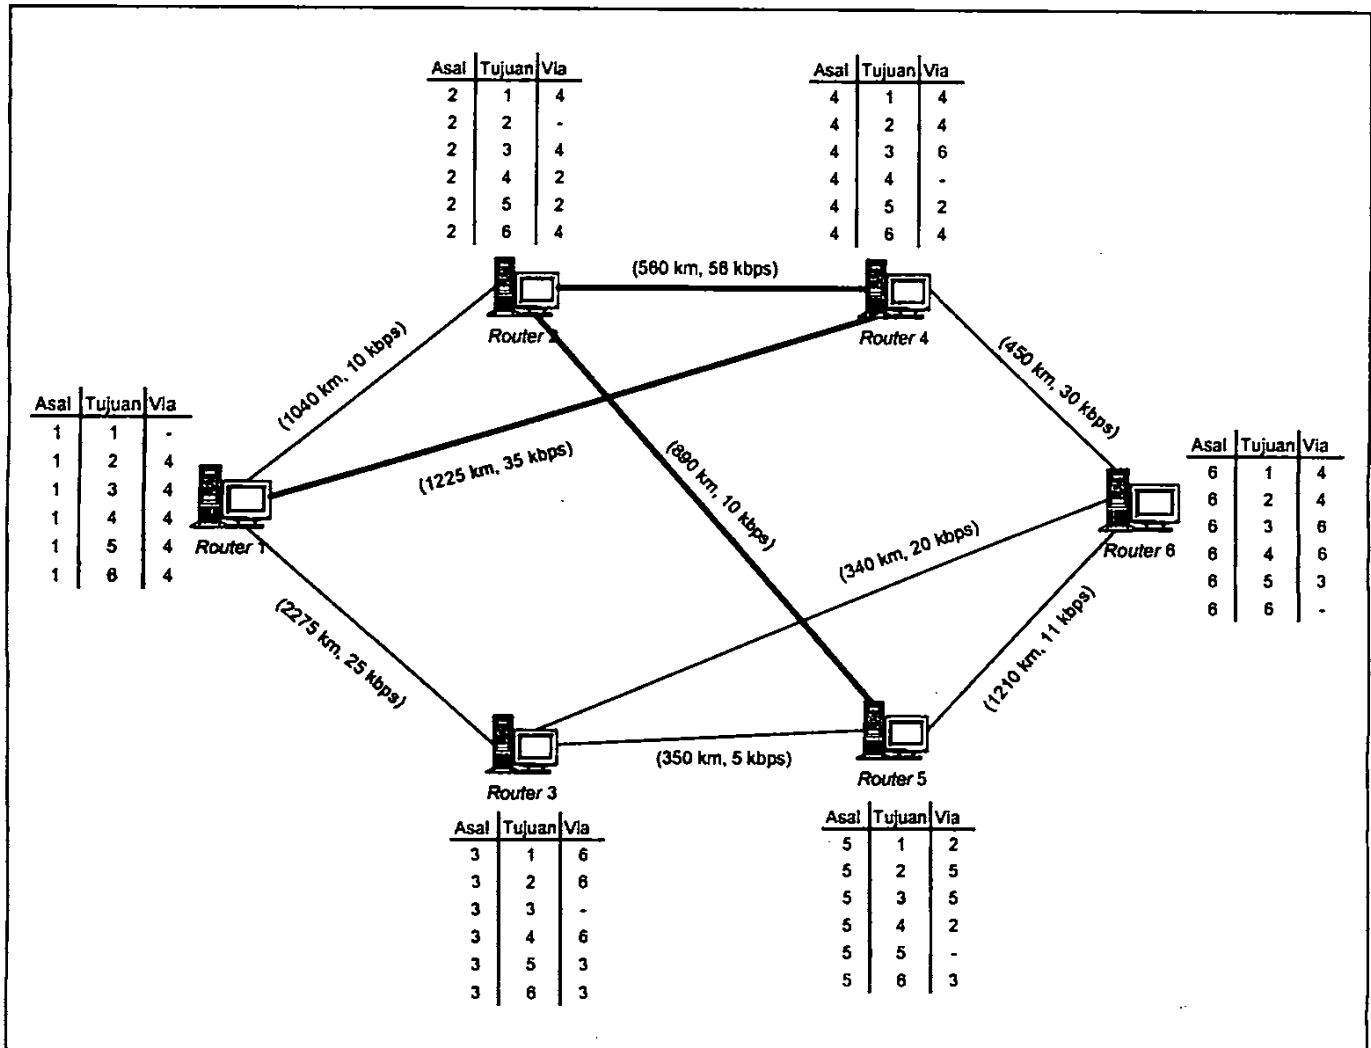 Asal Tujuan Via
2 1 4
2 2 -
2 3 4
2 4 2
2 5 2
2 6 4
Asal Tujuan Via
4 1 4
4 2 4
4 3 6
4 4 -
4 5 2
4 6 4
(560 km, 56 kbps)
Router 2
Router 4
(1040 km, 10 kbps)
(450 km, 30 kbps)
Asal Tujuan Via
1 1 -
1 2 4
1 3 4
1 4 4
1 5 4
1 6 4
Router 1
(1225 km, 35 kbps)
(890 km, 10 kbps)
Asal Tujuan Via
6 1 4
6 2 4
6 3 6
6 4 6
6 5 3
6 6 -
Router 6
(340 km, 20 kbps)
(2275 km, 25 kbps)
(1210 km, 11 kbps)
(350 km, 5 kbps)
Router 3
Router 5
Asal Tujuan Via
3 1 6
3 2 6
3 3 -
3 4 6
3 5 3
3 6 3
Asal Tujuan Via
5 1 2
5 2 5
5 3 5
5 4 2
5 5 -
5 6 3